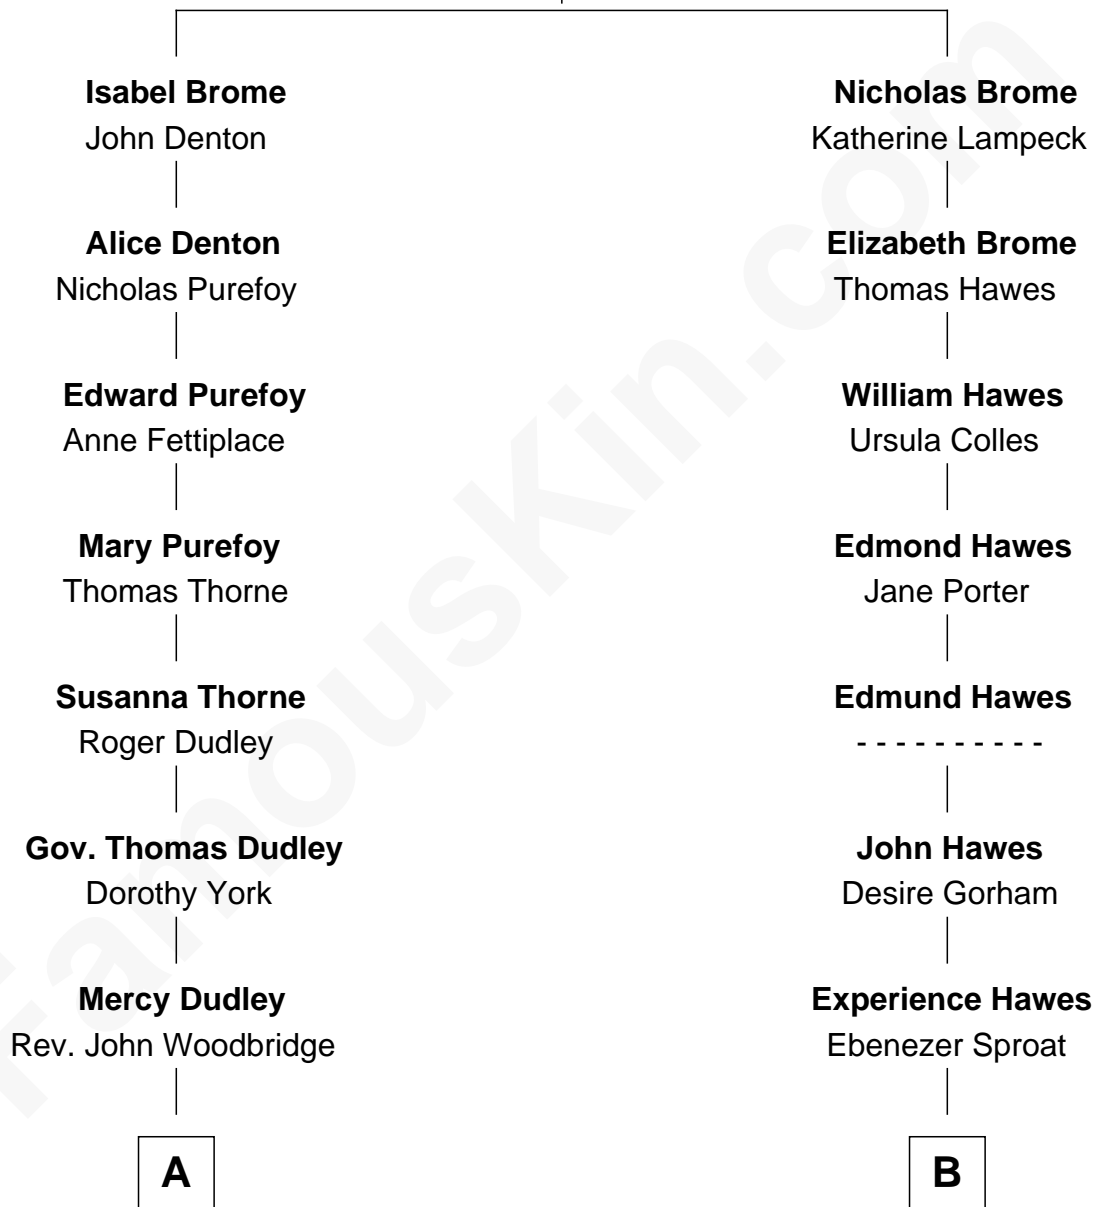 Isabel Brome
John Denton
Alice Denton
Nicholas Purefoy
Edward Purefoy
Anne Fettiplace
Mary Purefoy
Thomas Thorne
Susanna Thorne
Roger Dudley
Gov. Thomas Dudley
Dorothy York
Mercy Dudley
Rev. John Woodbridge
A
Nicholas Brome
Katherine Lampeck
Elizabeth Brome
Thomas Hawes
William Hawes
Ursula Colles
Edmond Hawes
Jane Porter
Edmund Hawes
- - - - - - - - - -
John Hawes
Desire Gorham
Experience Hawes
Ebenezer Sproat
B
FamousKin.com